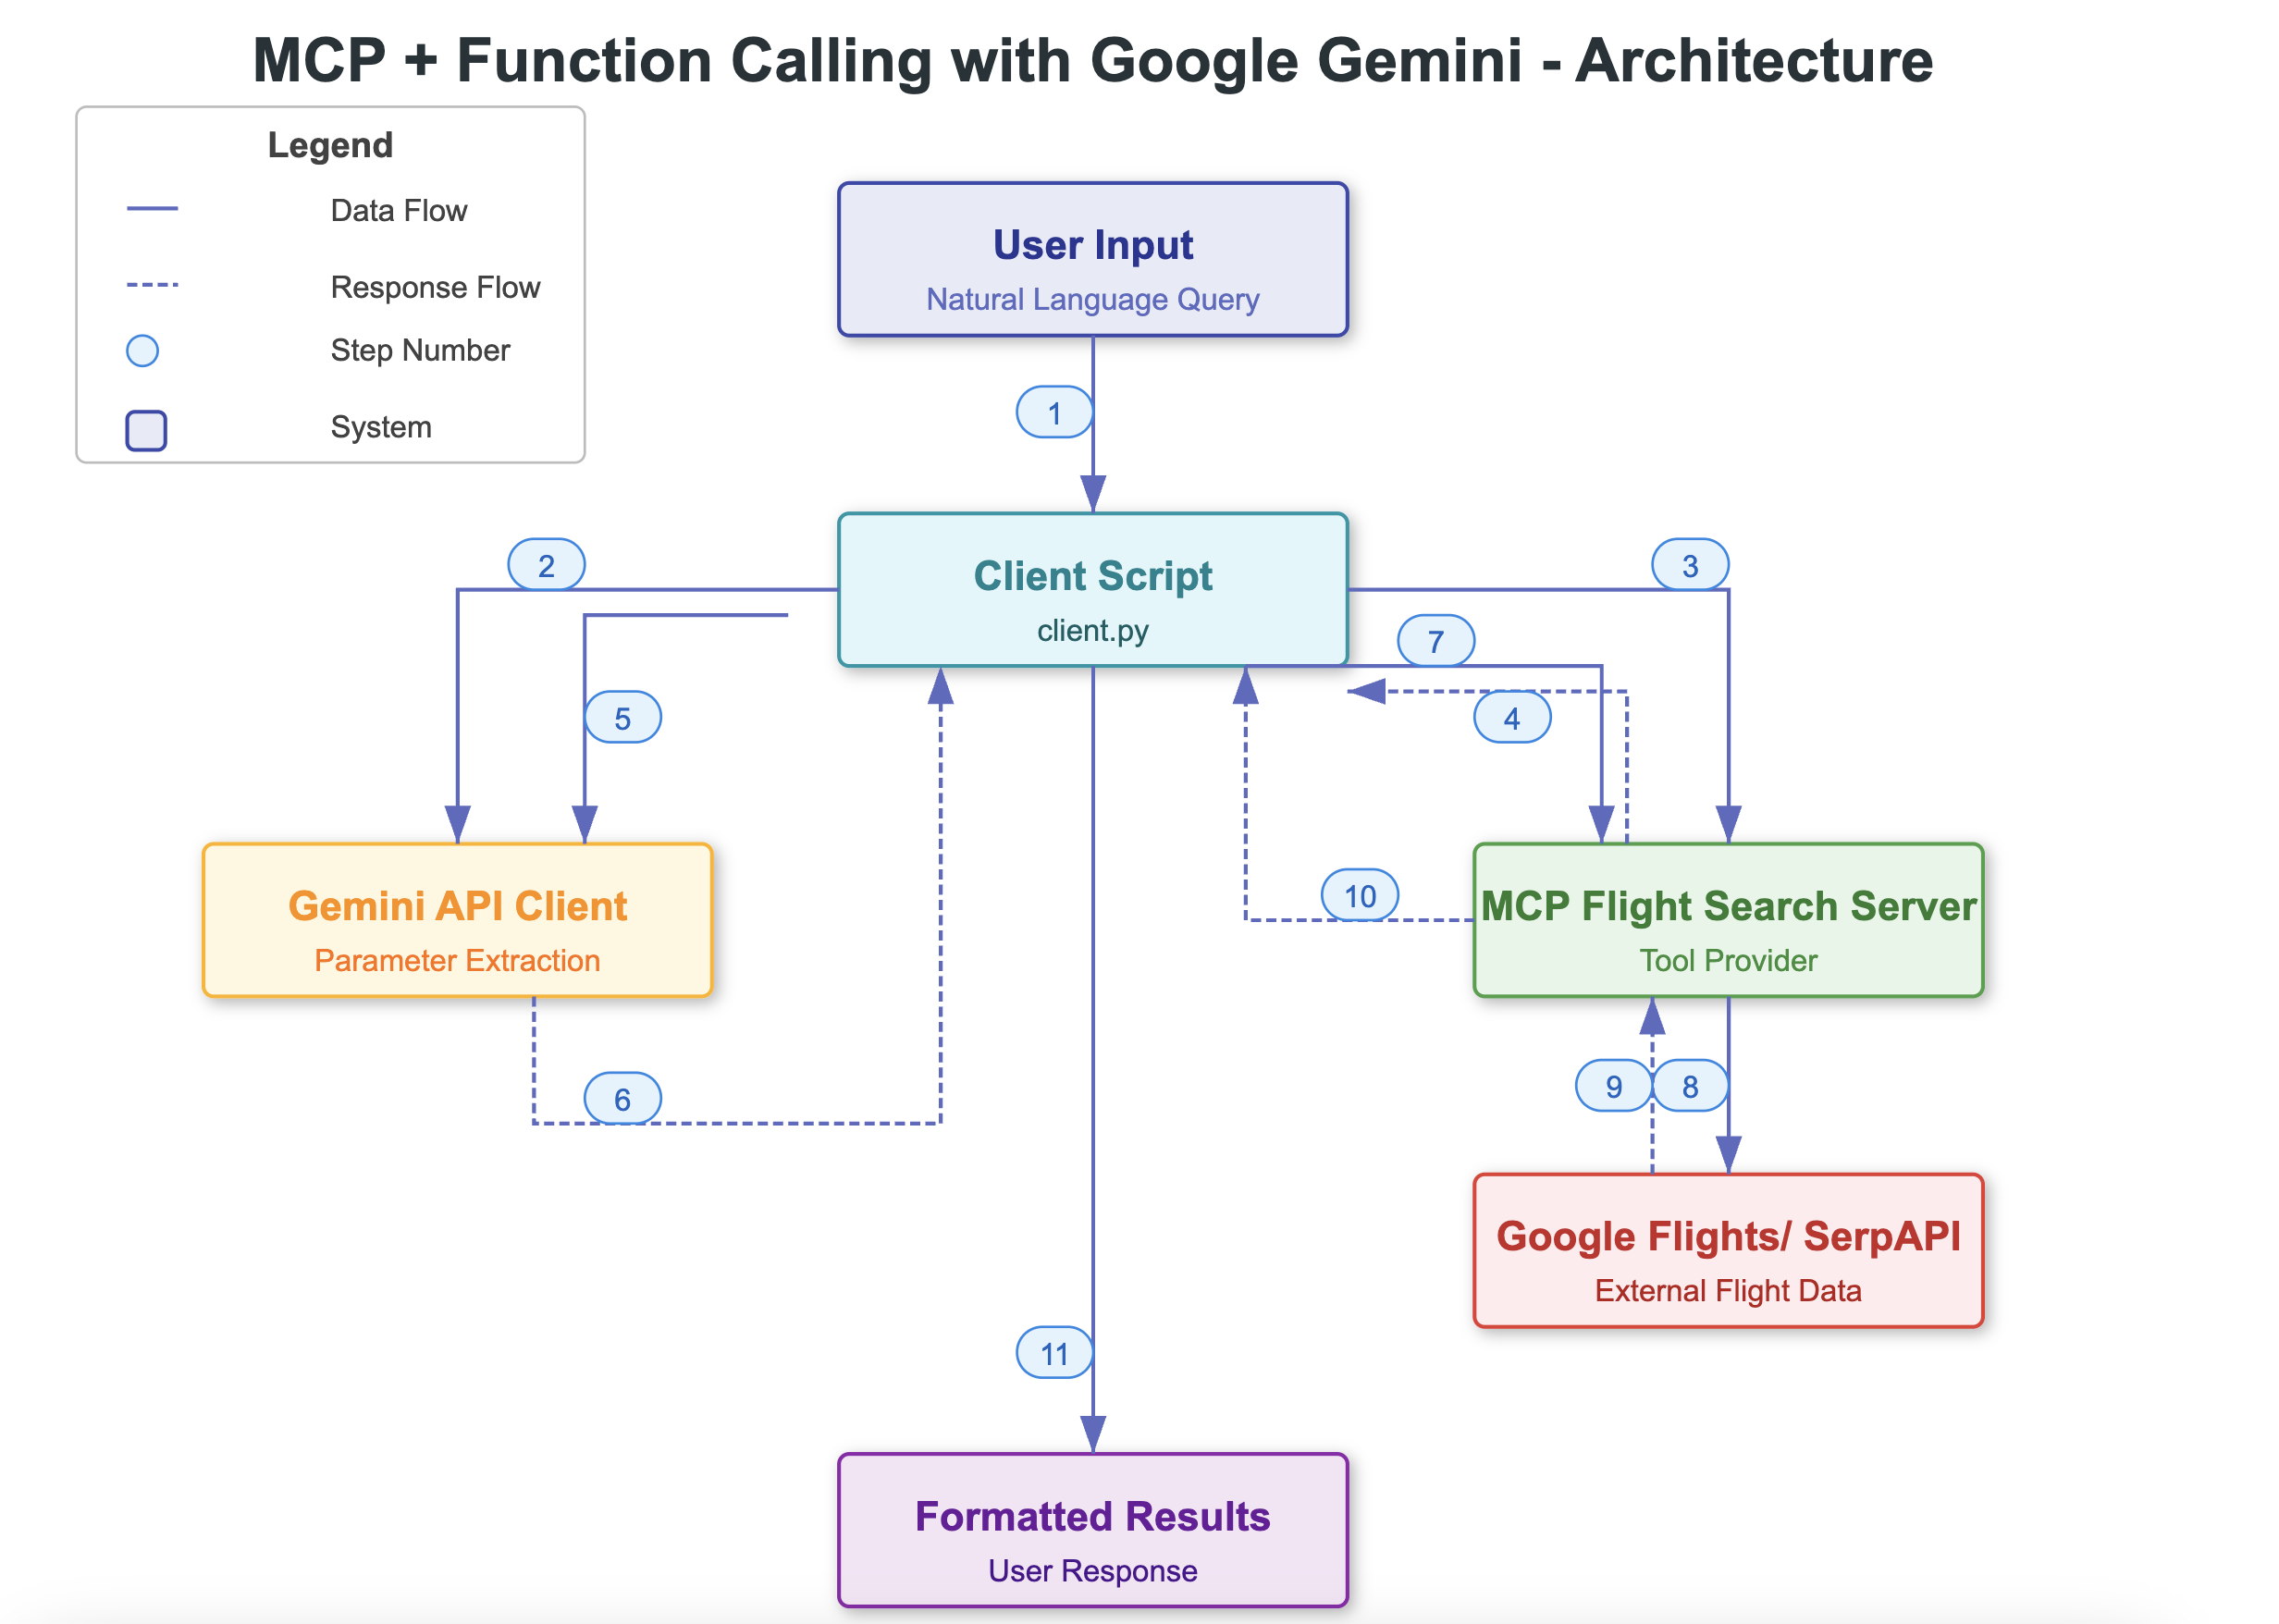 MCP + Function Calling with Google Gemini - Architecture
Legend
Data Flow
Response Flow
Step Number
System
User Input
Natural Language Query
1
Client Script
client.py
2
3
7
5
4
Gemini API Client
Parameter Extraction
10
MCP Flight Search Server
Tool Provider
6
9
8
Google Flights/ SerpAPI
External Flight Data
11
Formatted Results
User Response